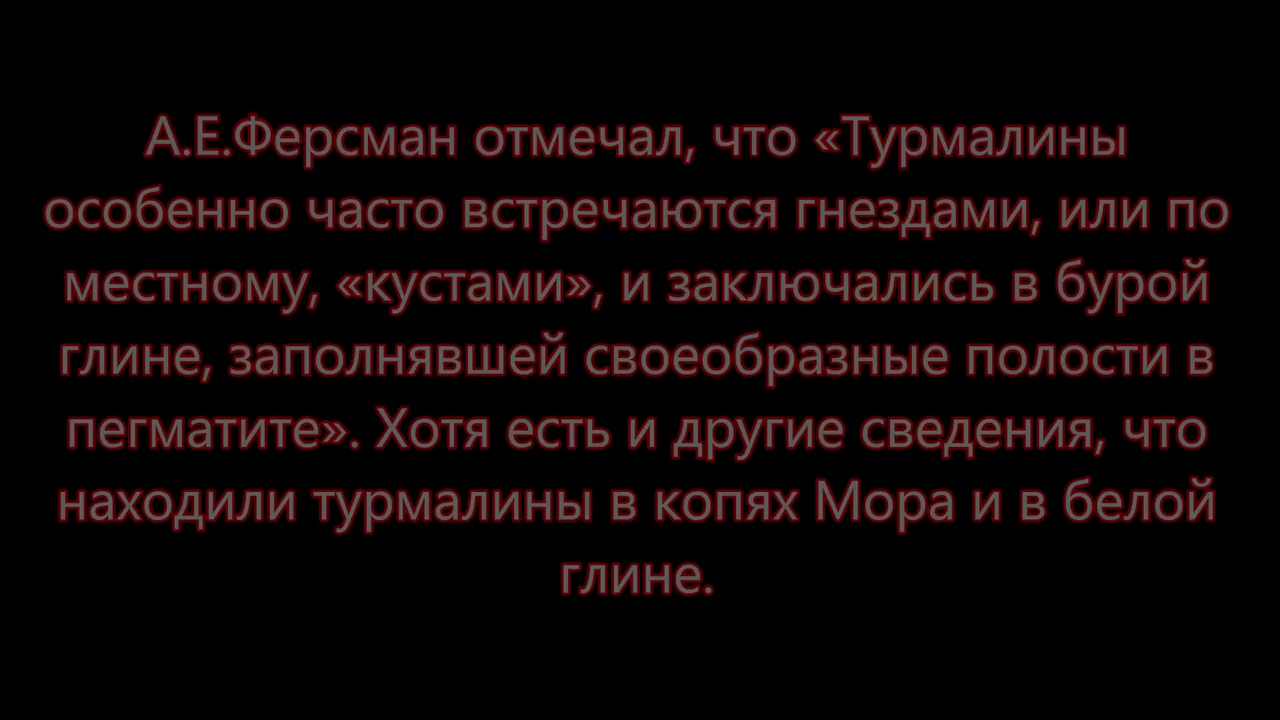 А.Е.Ферсман отмечал, что «Турмалины
особенно часто встречаются гнездами, или по
местному, «кустами», и заключались в бурой
глине, заполнявшей своеобразные полости в
пегматите». Хотя есть и другие сведения, что
находили турмалины в копях Мора и в белой
глине.